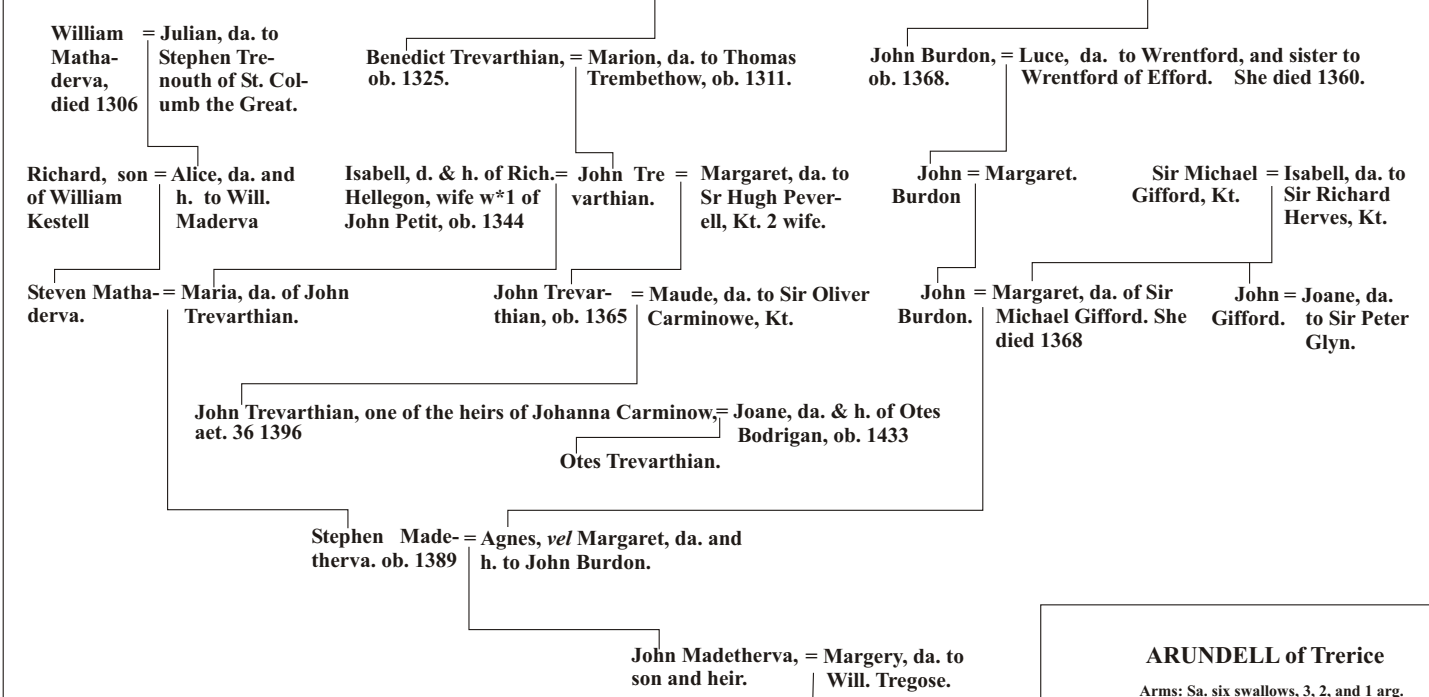 William = Julian, da. to
Matha- Stephen Tre-
derva, nouth of St. Col-
died 1306 umb the Great.
Benedict Trevarthian, = Marion, da. to Thomas
ob. 1325. Trembethow, ob. 1311.
John Burdon, = Luce, da. to Wrentford, and sister to
ob. 1368. Wrentford of Efford. She died 1360.
Richard, son = Alice, da. and
of William h. to Will.
Kestell Maderva
Isabell, d. & h. of Rich. = John Tre = Margaret, da. to
Hellegon, wife w*1 of varthian. Sr Hugh Pever-
John Petit, ob. 1344 ell, Kt. 2 wife.
John = Margaret.
Burdon
Sir Michael = Isabell, da. to
Gifford, Kt. Sir Richard
Herves, Kt.
Steven Matha- = Maria, da. of John
derva. Trevarthian.
John Trevar- = Maude, da. to Sir Oliver
thian, ob. 1365 Carminowe, Kt.
John = Margaret, da. of Sir
Burdon. Michael Gifford. She
died 1368
John = Joane, da.
Gifford. to Sir Peter
Glyn.
John Trevarthian, one of the heirs of Johanna Carminow, = Joane, da. & h. of Otes
aet. 36 1396 Bodrigan, ob. 1433
Otes Trevarthian.
Stephen Made- = Agnes, vel Margaret, da. and
therva. ob. 1389 h. to John Burdon.
John Madetherva, = Margery, da. to
son and heir. Will. Tregose.
ARUNDELL of Trerice
Arms: Sa. six swallows, 3, 2, and 1 arg.